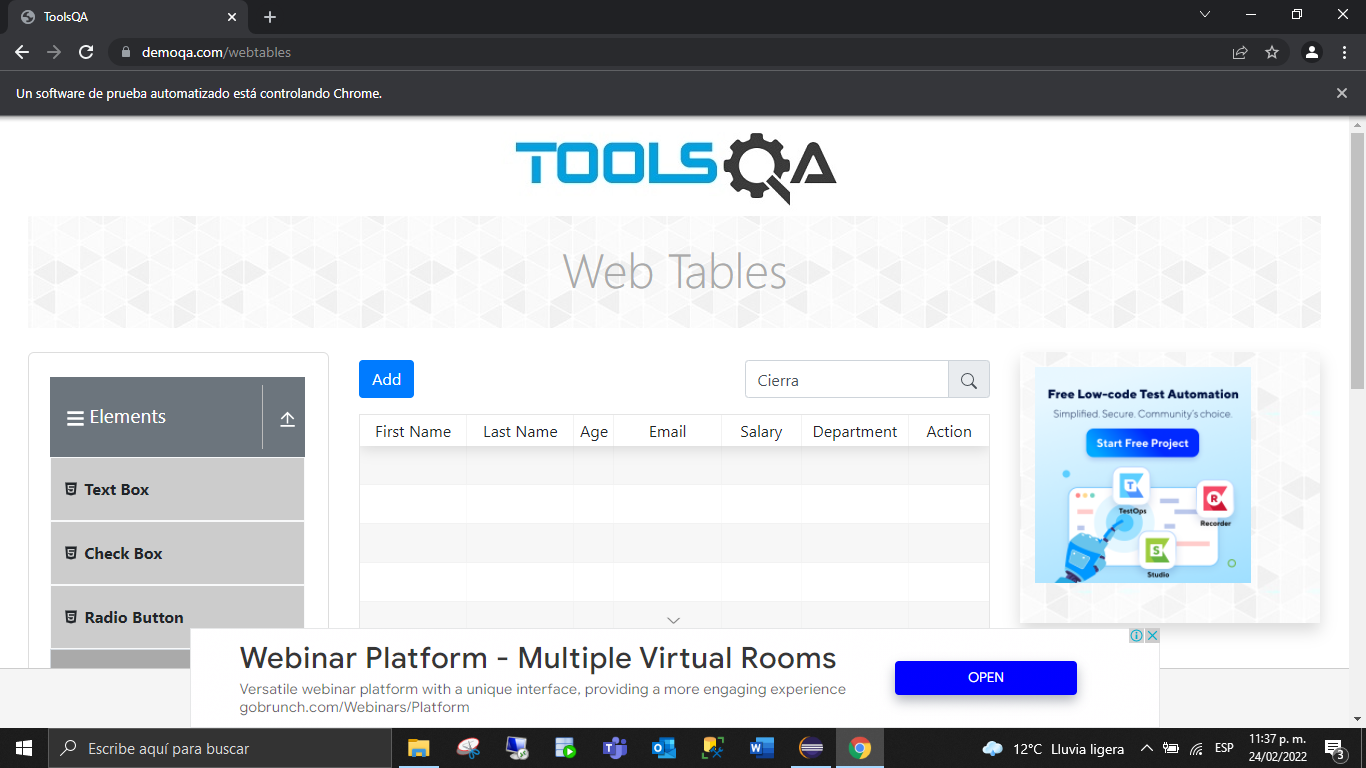 ToolsQA
demoqa.com/webtables
Un software de prueba automatizado está controlando Chrome.
TOOLSQA
Web Tables
Elements
Text Box
Check Box
Radio Button
Add
Cierra
First Name Last Name Age Email Salary Department Action
Free Low-code Test Automation
Simplified. Secure. Community's choice.
Start Free Project
TestOps
Recorder
Studio
Webinar Platform - Multiple Virtual Rooms
Versatile webinar platform with a unique interface, providing a more engaging experience
gobrunch.com/Webinars/Platform
OPEN
Escribe aquí para buscar
12°C Lluvia ligera
ESP
11:37 p. m.
24/02/2022
3